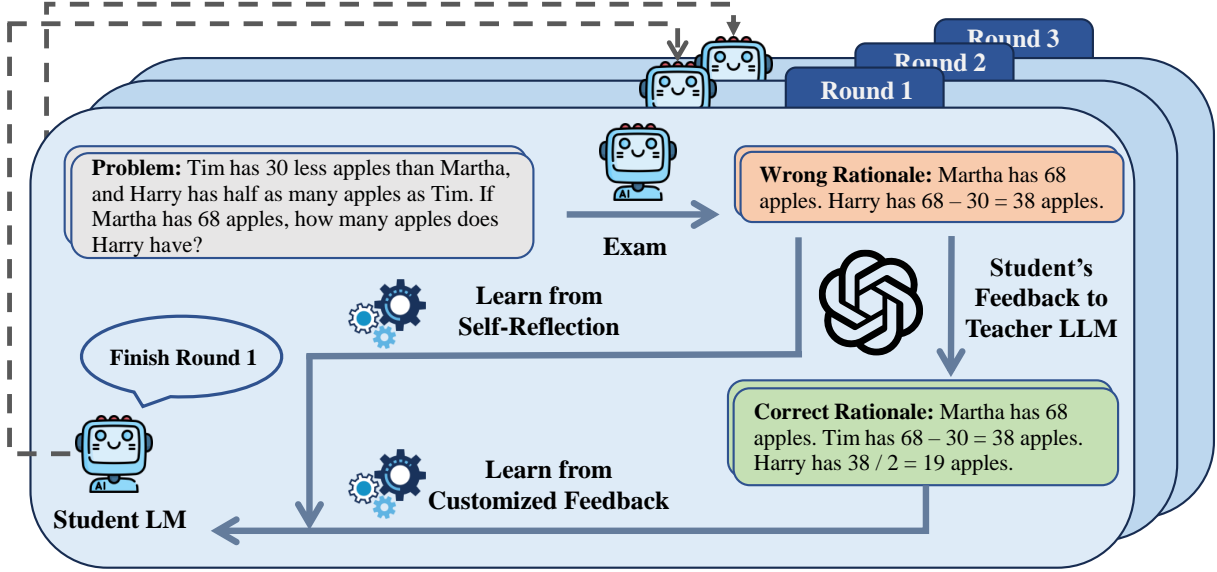 Round 3
Round 2
Round 1
Problem: Tim has 30 less apples than Martha,
and Harry has half as many apples as Tim. If
Martha has 68 apples, how many apples does
Harry have?
AI
Exam
Wrong Rationale: Martha has 68
apples. Harry has 68 – 30 = 38 apples.
Learn from
Self-Reflection
Student's
Feedback to
Teacher LLM
Finish Round 1
Correct Rationale: Martha has 68
apples. Tim has 68 – 30 = 38 apples.
Harry has 38 / 2 = 19 apples.
AI
Student LM
Learn from
Customized Feedback